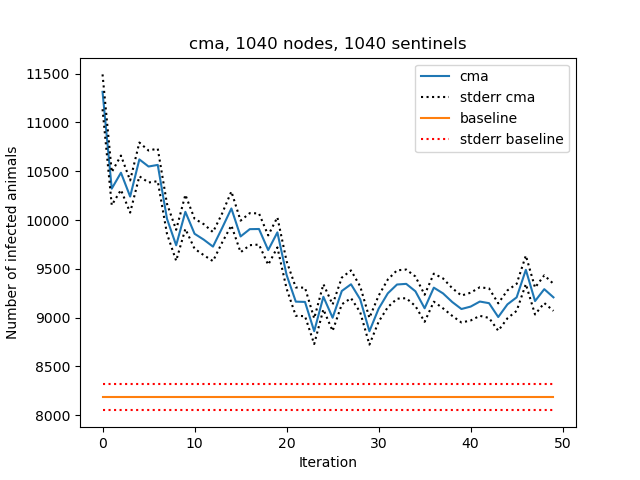 cma, 1040 nodes, 1040 sentinels
cma
stderr cma
baseline
stderr baseline
Number of infected animals
11500
11000
10500
10000
9500
9000
8500
8000
0 10 20 30 40 50
Iteration